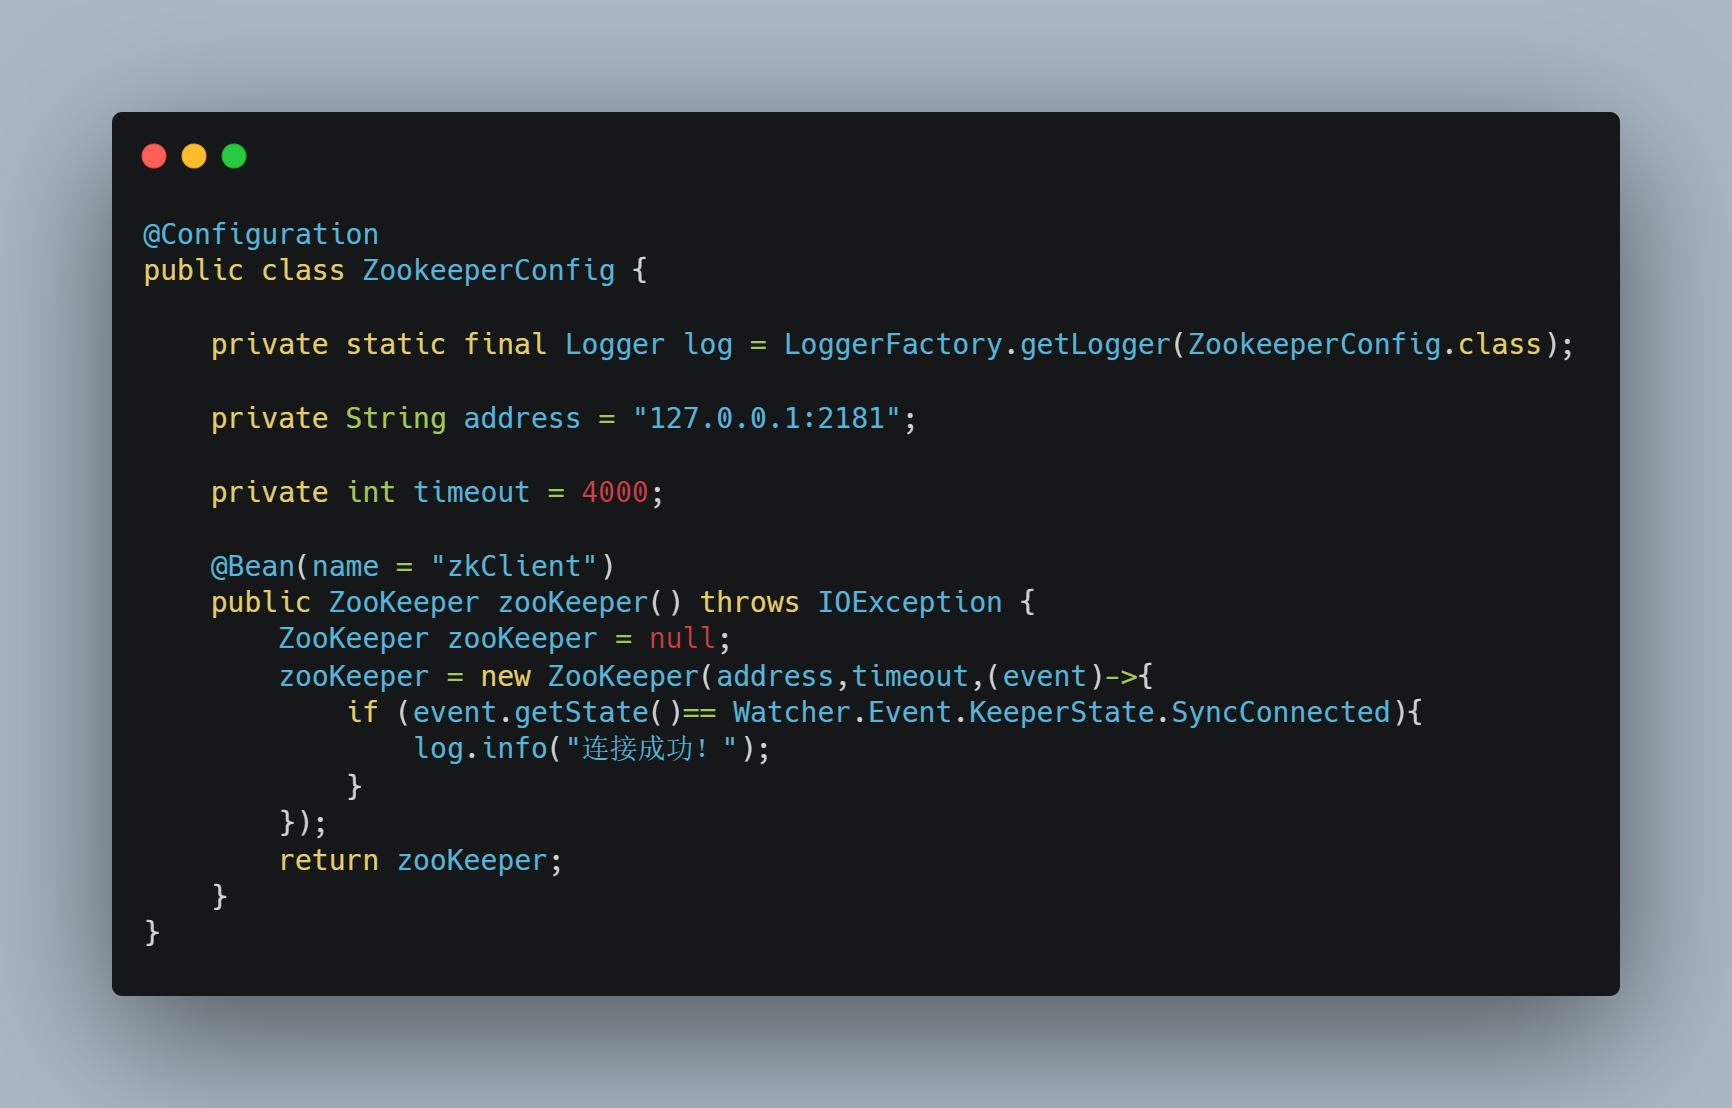 @Configuration
public class ZookeeperConfig {
    private static final Logger log = LoggerFactory.getLogger(ZookeeperConfig.class);
    private String address = "127.0.0.1:2181";
    private int timeout = 4000;
    @Bean(name = "zkClient")
    public ZooKeeper zooKeeper() throws IOException {
        ZooKeeper zooKeeper = null;
        zooKeeper = new ZooKeeper(address,timeout,(event)->{
            if (event.getState()== Watcher.Event.KeeperState.SyncConnected){
                log.info("连接成功！");
            }
        });
        return zooKeeper;
    }
}